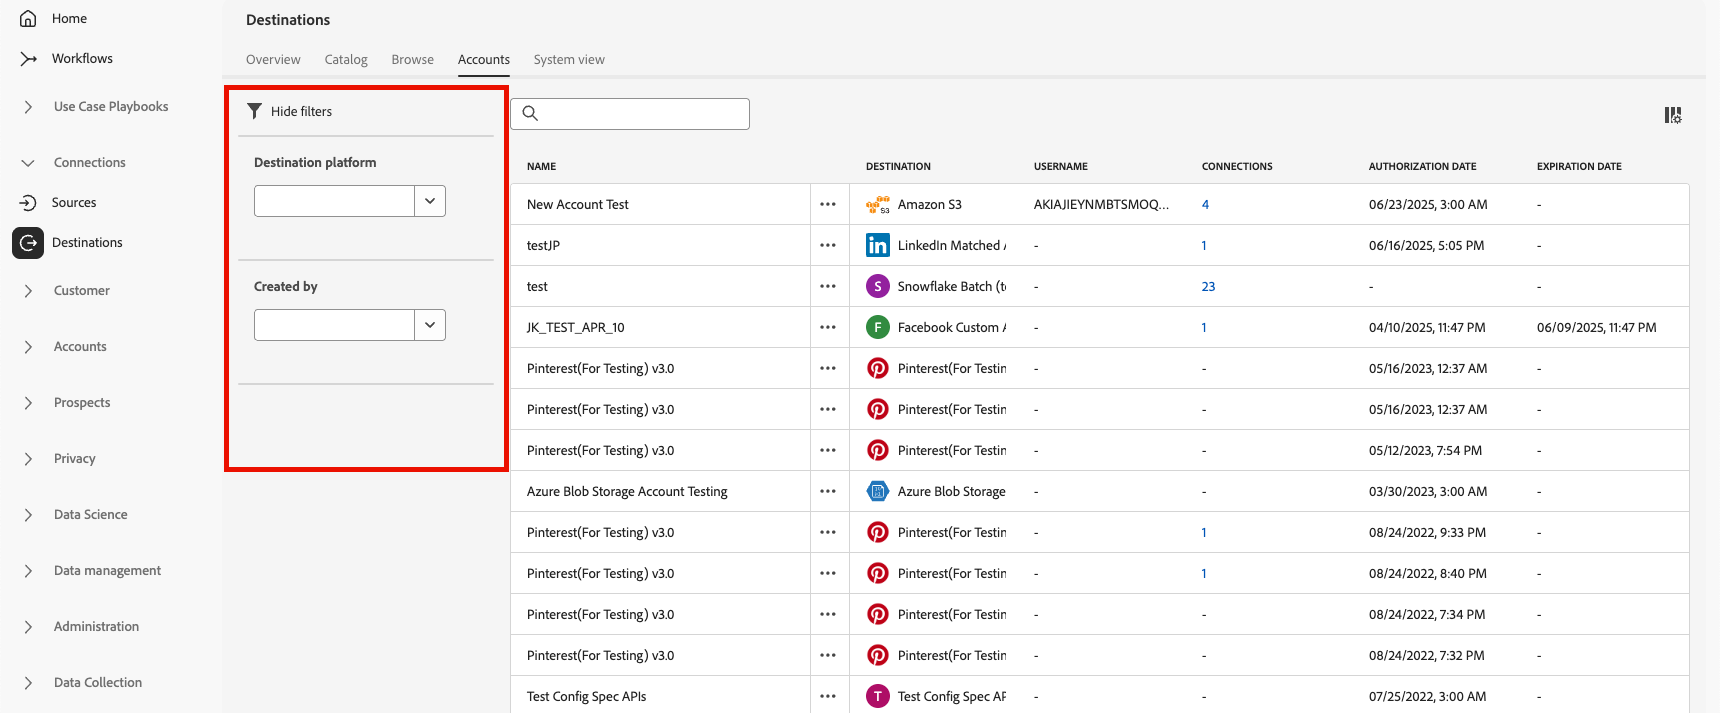 Home
Workflows
Use Case Playbooks
Connections
Sources
Destinations
Customer
Accounts
Prospects
Privacy
Data Science
Data management
Administration
Data Collection
Destinations
Overview Catalog Browse Accounts System view
Hide filters
Destination platform
Created by
NAME DESTINATION USERNAME CONNECTIONS AUTHORIZATION DATE EXPIRATION DATE
New Account Test ••• S3 Amazon S3 AKIAJIEYNMBTSMOQ... 4 06/23/2025, 3:00 AM -
testJP ••• in LinkedIn Matched A - 1 06/16/2025, 5:05 PM -
test ••• S Snowflake Batch (te - 23 - -
JK_TEST_APR_10 ••• F Facebook Custom A - 1 04/10/2025, 11:47 PM 06/09/2025, 11:47 PM
Pinterest(For Testing) v3.0 ••• Pinterest(For Testin - - 05/16/2023, 12:37 AM -
Pinterest(For Testing) v3.0 ••• Pinterest(For Testin - - 05/16/2023, 12:37 AM -
Pinterest(For Testing) v3.0 ••• Pinterest(For Testin - - 05/12/2023, 7:54 PM -
Azure Blob Storage Account Testing ••• Azure Blob Storage - - 03/30/2023, 3:00 AM -
Pinterest(For Testing) v3.0 ••• Pinterest(For Testin - 1 08/24/2022, 9:33 PM -
Pinterest(For Testing) v3.0 ••• Pinterest(For Testin - 1 08/24/2022, 8:40 PM -
Pinterest(For Testing) v3.0 ••• Pinterest(For Testin - - 08/24/2022, 7:34 PM -
Pinterest(For Testing) v3.0 ••• Pinterest(For Testin - - 08/24/2022, 7:32 PM -
Test Config Spec APIs ••• T Test Config Spec AP - - 07/25/2022, 3:00 AM -